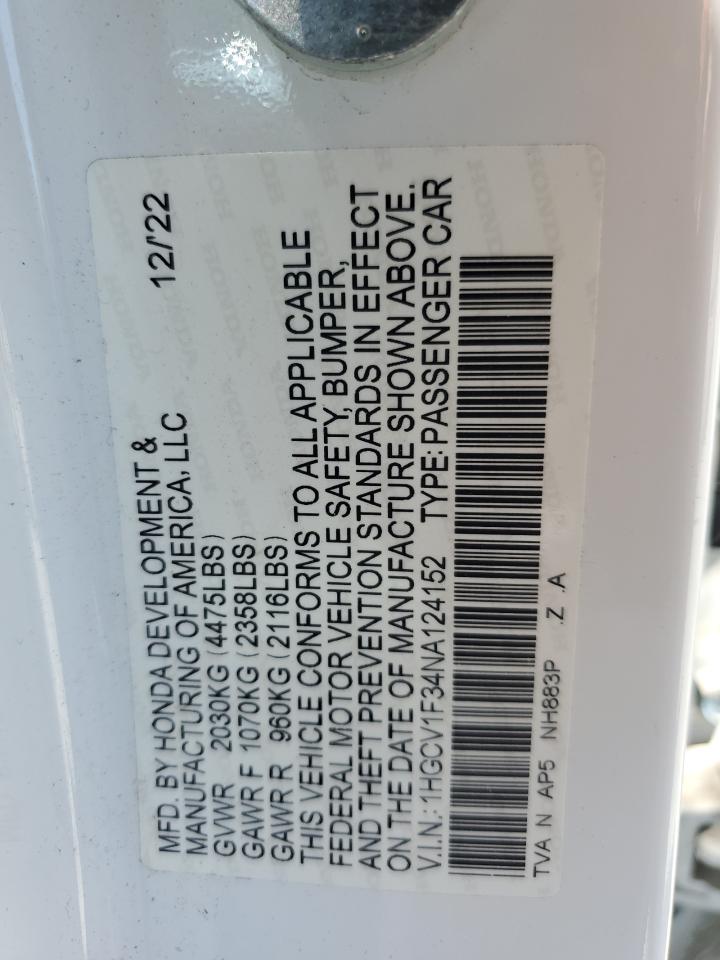 MFD. BY HONDA DEVELOPMENT & 12/'22
MANUFACTURING OF AMERICA, LLC
GVWR 2030KG (4475LBS)
GAWR F 1070KG (2358LBS)
GAWR R 960KG (2116LBS)
THIS VEHICLE CONFORMS TO ALL APPLICABLE
FEDERAL MOTOR VEHICLE SAFETY, BUMPER,
AND THEFT PREVENTION STANDARDS IN EFFECT
ON THE DATE OF MANUFACTURE SHOWN ABOVE.
V.I.N.: 1HGCV1F34NA124152 TYPE: PASSENGER CAR
TVA N AP5 NH883P .Z .A